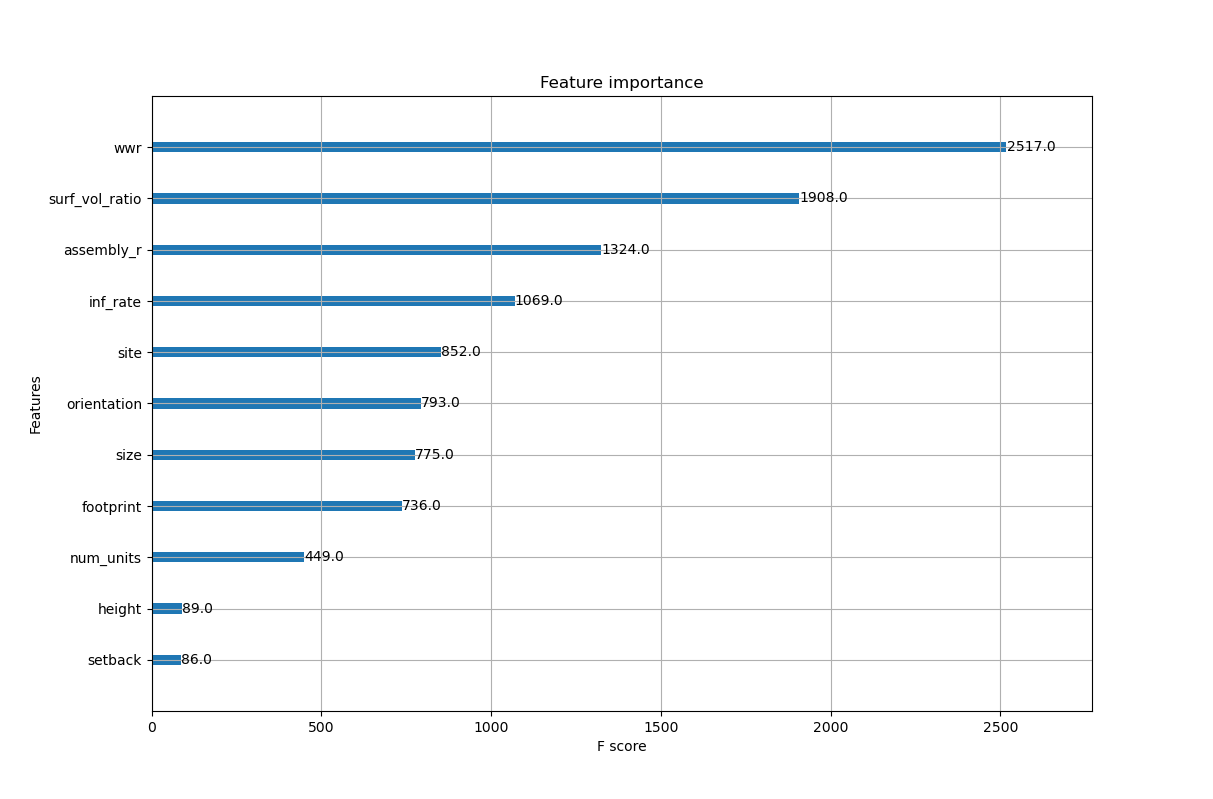 Feature importance
Features
wwr 2517.0
surf_vol_ratio 1908.0
assembly_r 1324.0
inf_rate 1069.0
site 852.0
orientation 793.0
size 775.0
footprint 736.0
num_units 449.0
height 89.0
setback 86.0
0 500 1000 1500 2000 2500
F score